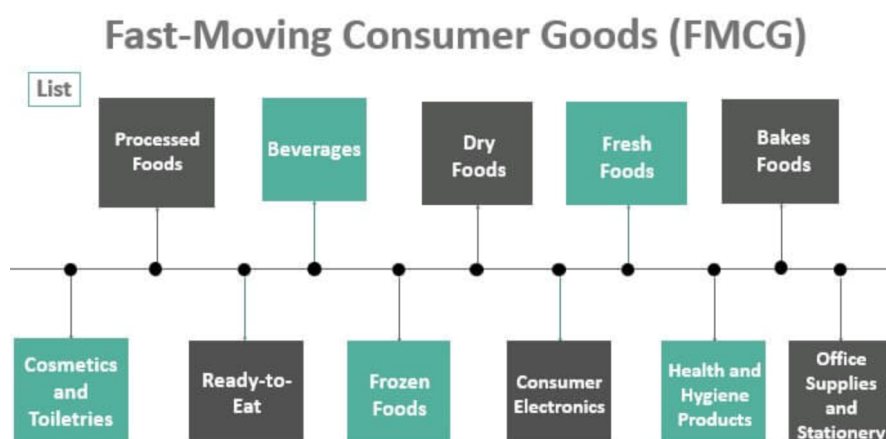 Fast-Moving Consumer Goods (FMCG)
List
Processed
Foods
Beverages
Dry
Foods
Fresh
Foods
Bakes
Foods
Cosmetics
and
Toiletries
Ready-to-
Eat
Frozen
Foods
Consumer
Electronics
Health and
Hygiene
Products
Office
Supplies
and
Stationery